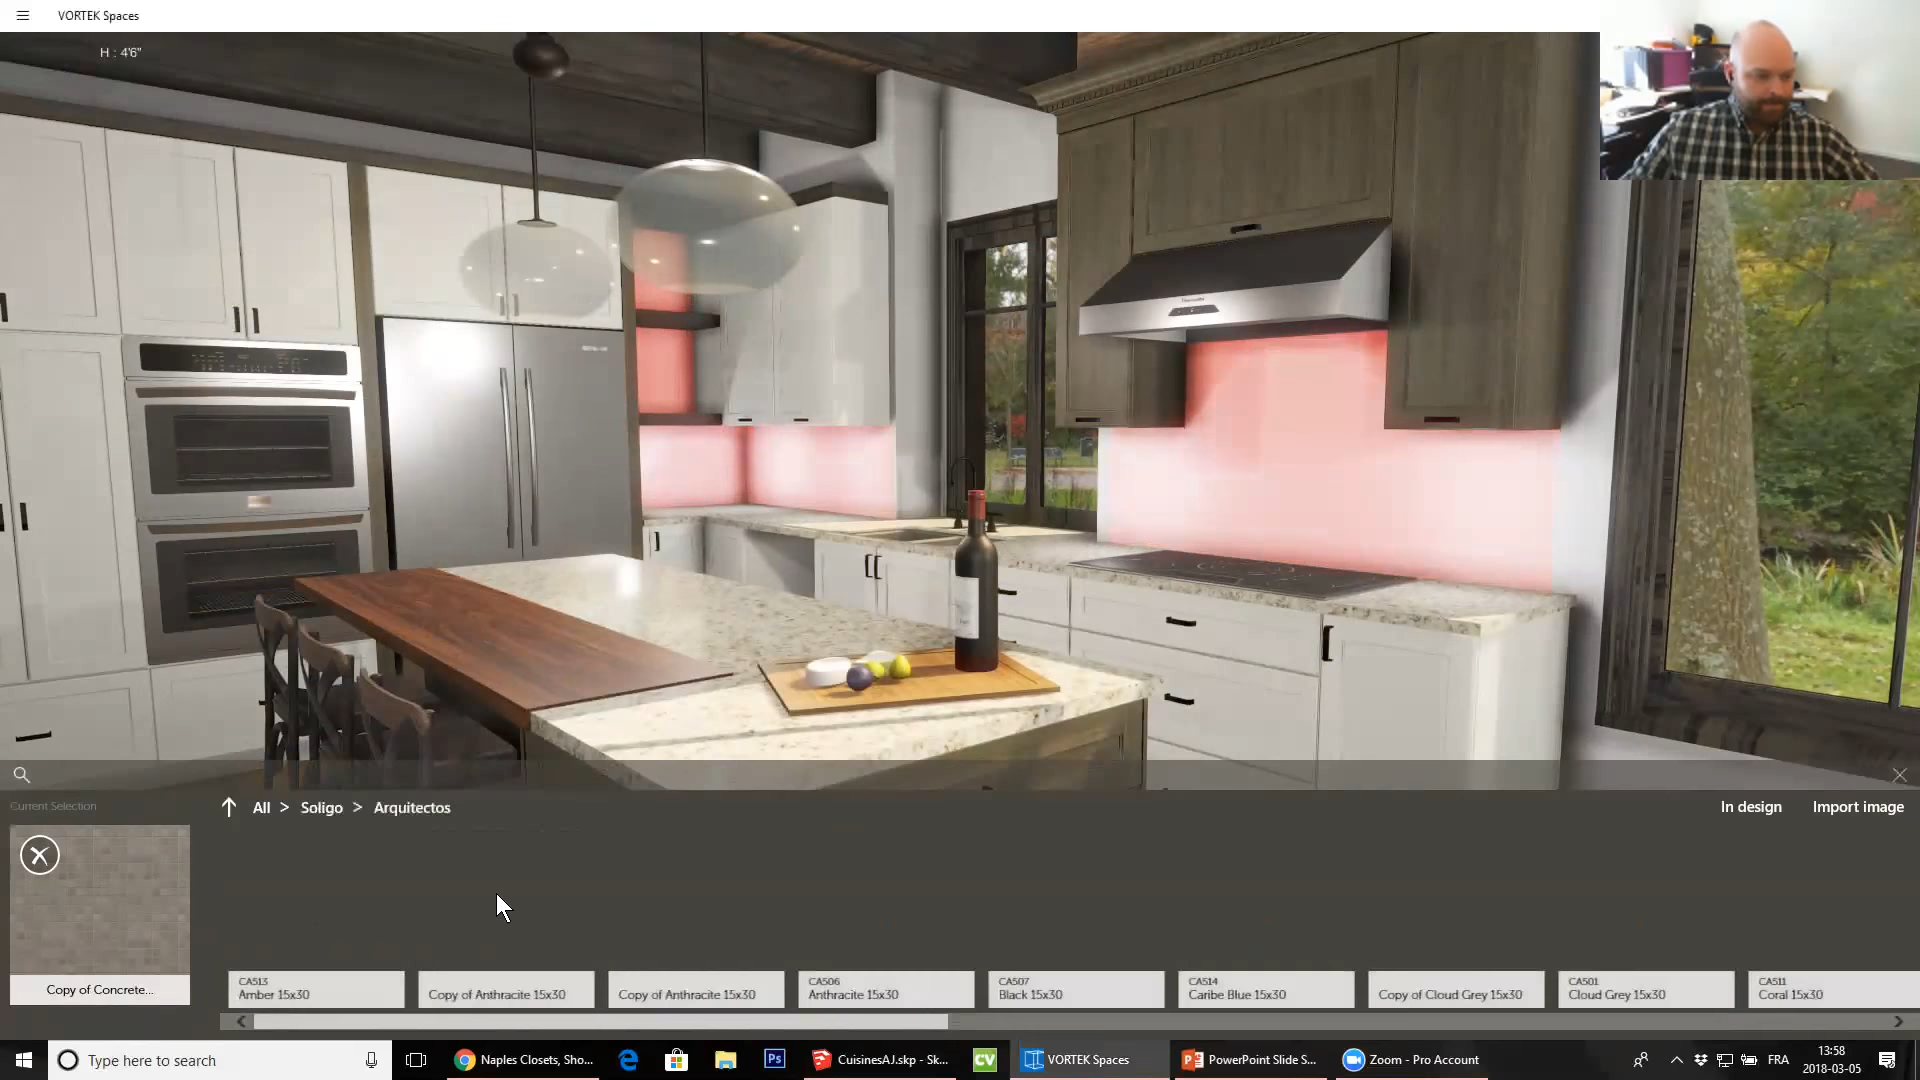 VORTEK Spaces
H : 4'6"
Current Selection
All > Soligo > Arquitectos
In design
Import image
Copy of Concrete...
CA513
Amber 15x30
Copy of Anthracite 15x30
Copy of Anthracite 15x30
CA506
Anthracite 15x30
CA507
Black 15x30
CA514
Caribe Blue 15x30
Copy of Cloud Grey 15x30
CA501
Cloud Grey 15x30
CA511
Coral 15x30
Type here to search
Naples Closets, Sho...
Ps
CuisinesAJ.skp - Sk...
CV
VORTEK Spaces
PowerPoint Slide S...
Zoom - Pro Account
FRA
13:58
2018-03-05